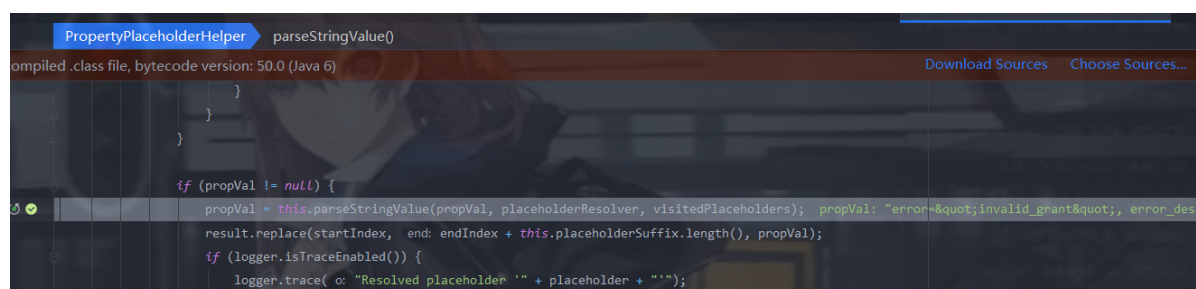 PropertyPlaceholderHelper parseStringValue()
ompiled .class file, bytecode version: 50.0 (Java 6) Download Sources Choose Sources...
}
}
}
if (propVal != null) {
propVal = this.parseStringValue(propVal, placeholderResolver, visitedPlaceholders); propVal: "error=&quot;invalid_grant&quot;, error_des
result.replace(startIndex, end: endIndex + this.placeholderSuffix.length(), propVal);
if (logger.isTraceEnabled()) {
logger.trace( o: "Resolved placeholder '" + placeholder + "'");